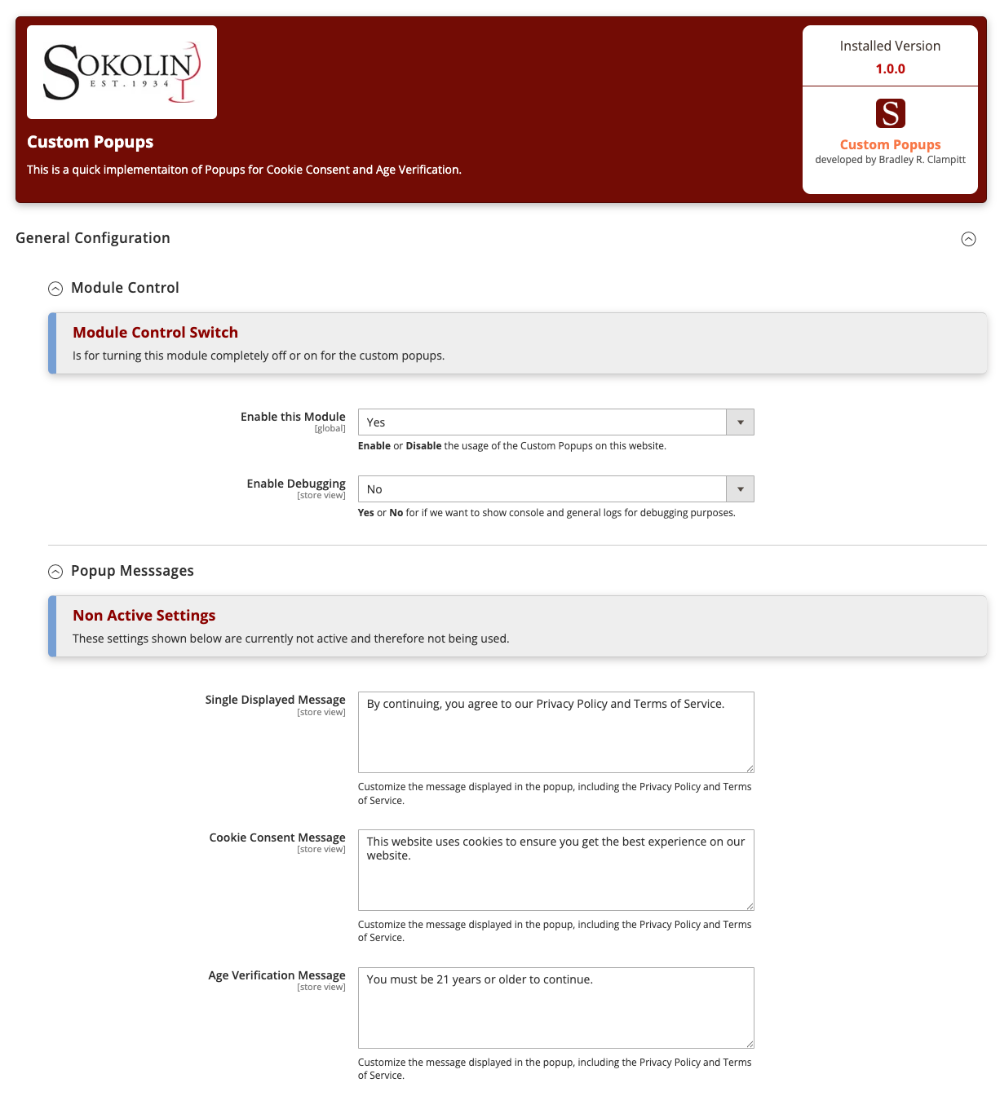 SOKOLIN
EST. 1934
Custom Popups
This is a quick implementaiton of Popups for Cookie Consent and Age Verification.
Installed Version
1.0.0
S
Custom Popups
developed by Bradley R. Clampitt
General Configuration
Module Control
Module Control Switch
Is for turning this module completely off or on for the custom popups.
Enable this Module
[global]
Yes
Enable or Disable the usage of the Custom Popups on this website.
Enable Debugging
[store view]
No
Yes or No for if we want to show console and general logs for debugging purposes.
Popup Messsages
Non Active Settings
These settings shown below are currently not active and therefore not being used.
Single Displayed Message
[store view]
By continuing, you agree to our Privacy Policy and Terms of Service.
Customize the message displayed in the popup, including the Privacy Policy and Terms
of Service.
Cookie Consent Message
[store view]
This website uses cookies to ensure you get the best experience on our
website.
Customize the message displayed in the popup, including the Privacy Policy and Terms
of Service.
Age Verification Message
[store view]
You must be 21 years or older to continue.
Customize the message displayed in the popup, including the Privacy Policy and Terms
of Service.